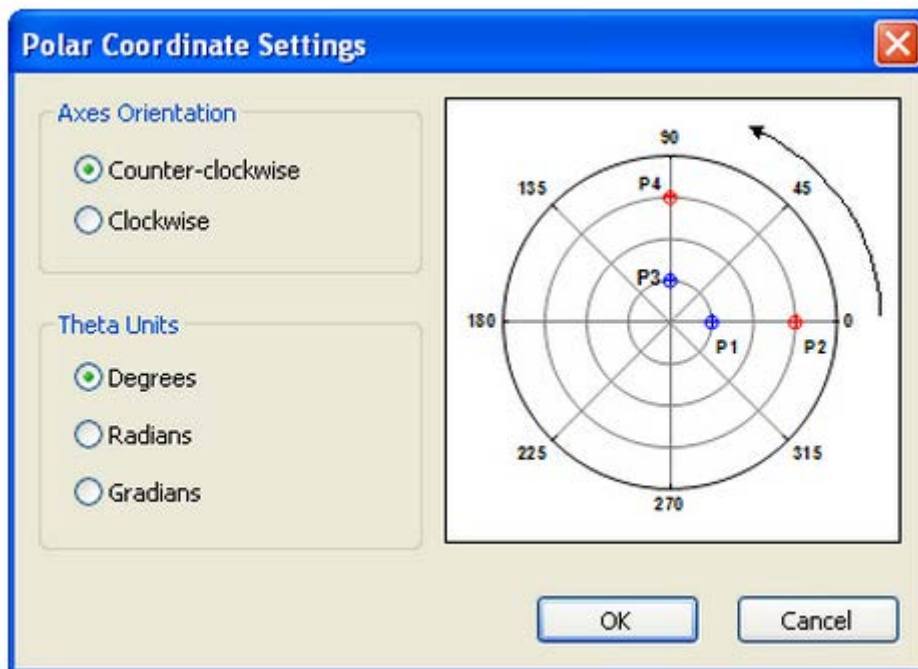 Polar Coordinate Settings
Axes Orientation
Counter-clockwise
Clockwise
Theta Units
Degrees
Radians
Gradians
90
135
P4
45
P3
180
0
P1
P2
225
315
270
OK
Cancel